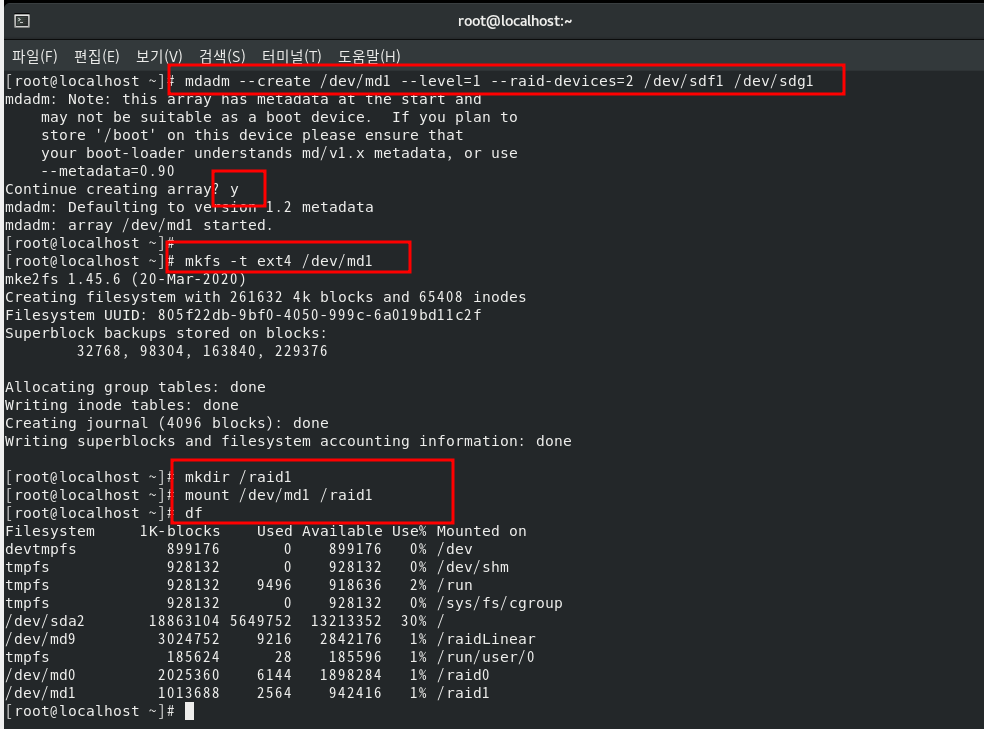 root@localhost:~
파일(F) 편집(E) 보기(V) 검색(S) 터미널(T) 도움말(H)
[root@localhost ~]# mdadm --create /dev/md1 --level=1 --raid-devices=2 /dev/sdf1 /dev/sdg1
mdadm: Note: this array has metadata at the start and
    may not be suitable as a boot device.  If you plan to
    store '/boot' on this device please ensure that
    your boot-loader understands md/v1.x metadata, or use
    --metadata=0.90
Continue creating array? y
mdadm: Defaulting to version 1.2 metadata
mdadm: array /dev/md1 started.
[root@localhost ~]#
[root@localhost ~]# mkfs -t ext4 /dev/md1
mke2fs 1.45.6 (20-Mar-2020)
Creating filesystem with 261632 4k blocks and 65408 inodes
Filesystem UUID: 805f22db-9bf0-4050-999c-6a019bd11c2f
Superblock backups stored on blocks:
        32768, 98304, 163840, 229376
Allocating group tables: done
Writing inode tables: done
Creating journal (4096 blocks): done
Writing superblocks and filesystem accounting information: done
[root@localhost ~]# mkdir /raid1
[root@localhost ~]# mount /dev/md1 /raid1
[root@localhost ~]# df
Filesystem     1K-blocks    Used Available Use% Mounted on
devtmpfs          899176       0    899176   0% /dev
tmpfs             928132       0    928132   0% /dev/shm
tmpfs             928132    9496    918636   2% /run
tmpfs             928132       0    928132   0% /sys/fs/cgroup
/dev/sda2       18863104 5649752  13213352  30% /
/dev/md9         3024752    9216   2842176   1% /raidLinear
tmpfs             185624      28    185596   1% /run/user/0
/dev/md0         2025360    6144   1898284   1% /raid0
/dev/md1         1013688    2564    942416   1% /raid1
[root@localhost ~]#